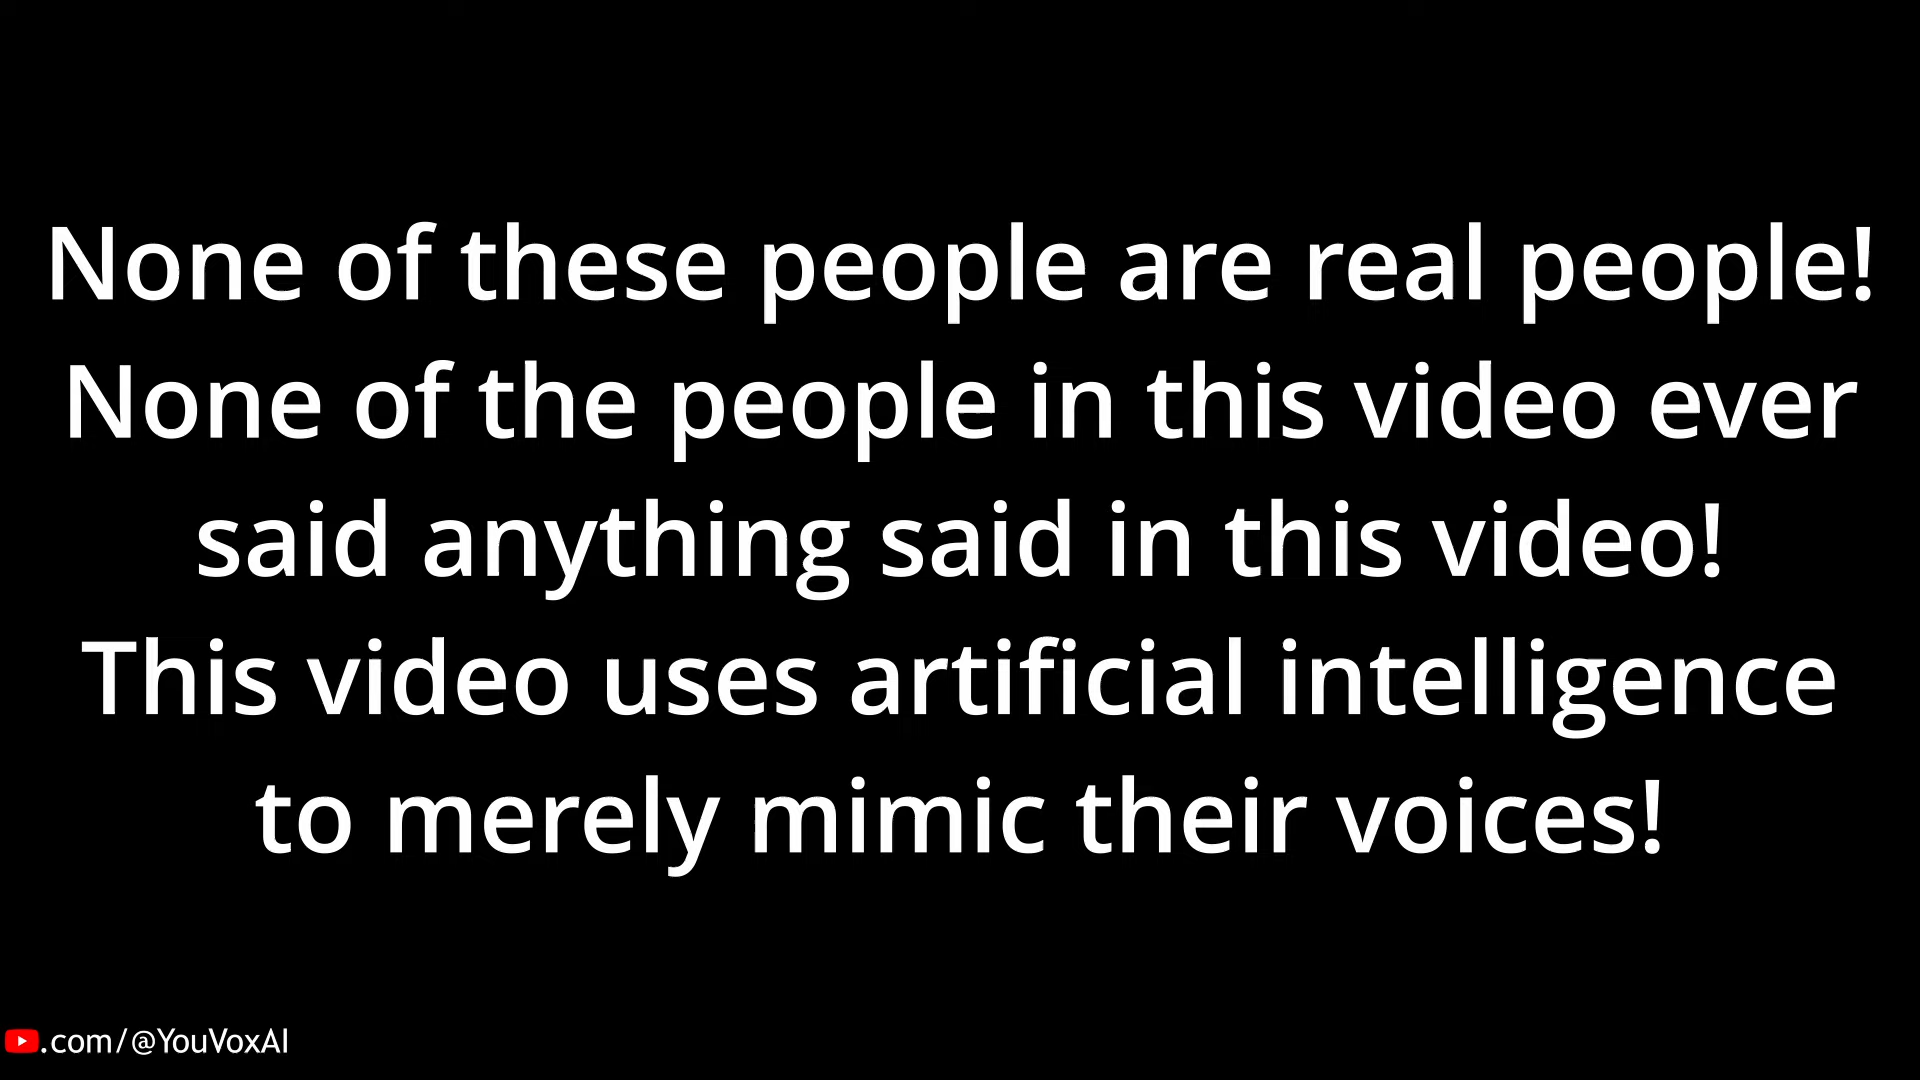 None of these people are real people!
None of the people in this video ever
said anything said in this video!
This video uses artificial intelligence
to merely mimic their voices!
.com/@YouVoxAI